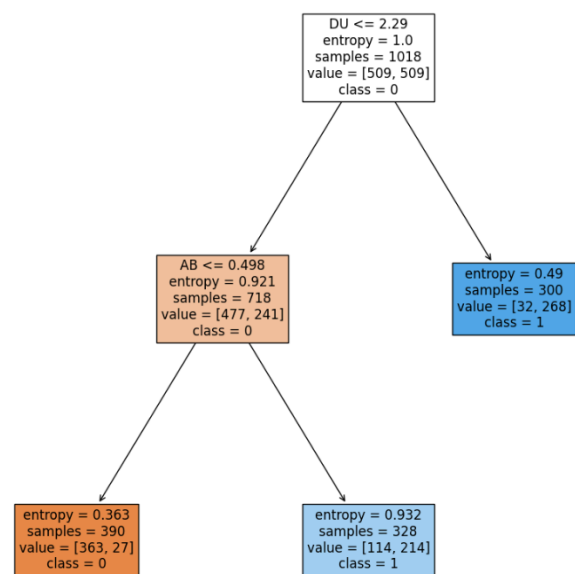 DU <= 2.29
entropy = 1.0
samples = 1018
value = [509, 509]
class = 0
AB <= 0.498
entropy = 0.921
samples = 718
value = [477, 241]
class = 0
entropy = 0.49
samples = 300
value = [32, 268]
class = 1
entropy = 0.363
samples = 390
value = [363, 27]
class = 0
entropy = 0.932
samples = 328
value = [114, 214]
class = 1